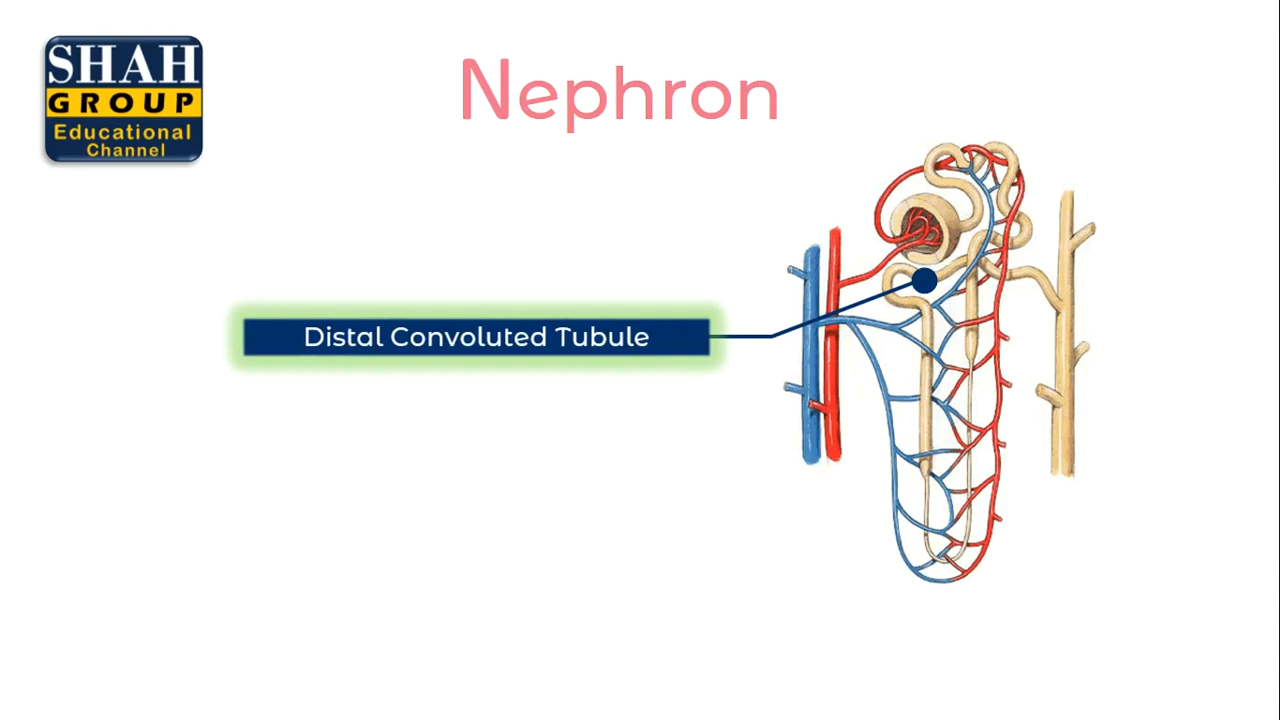 SHAH
GROUP
Educational
Channel
Nephron
Distal Convoluted Tubule